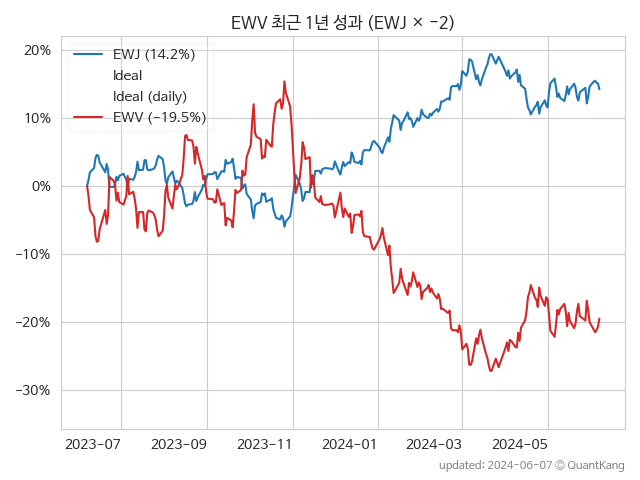 EWV 최근 1년 성과 (EWJ × −2)
20%
10%
0%
−10%
−20%
−30%
EWJ (14.2%)
Ideal
Ideal (daily)
EWV (−19.5%)
2023−07
2023−09
2023−11
2024−01
2024−03
2024−05
updated: 2024−06−07 © QuantKang